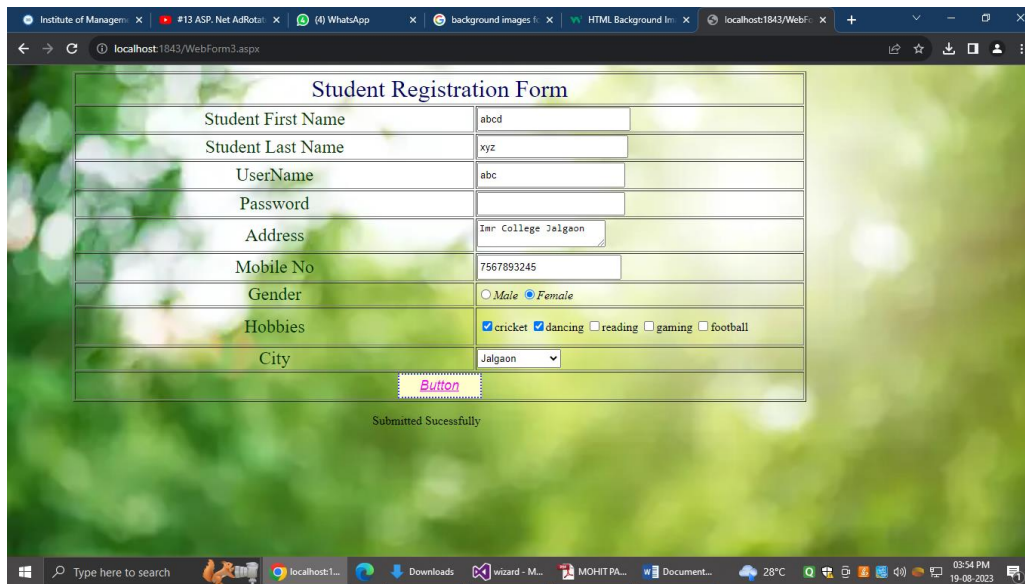 Institute of Managem
#13 ASP. Net AdRotat
(4) WhatsApp
background images fo
HTML Background Im
localhost:1843/WebFo
localhost:1843/WebForm3.aspx
Student Registration Form
Student First Name abcd
Student Last Name xyz
UserName abc
Password
Address Imr College Jalgaon
Mobile No 7567893245
Gender Male Female
Hobbies cricket dancing reading gaming football
City Jalgaon
Button
Submitted Sucessfully
Type here to search
localhost:1...
Downloads
wizard - M...
MOHIT PA...
Document...
28°C
03:54 PM
19-08-2023